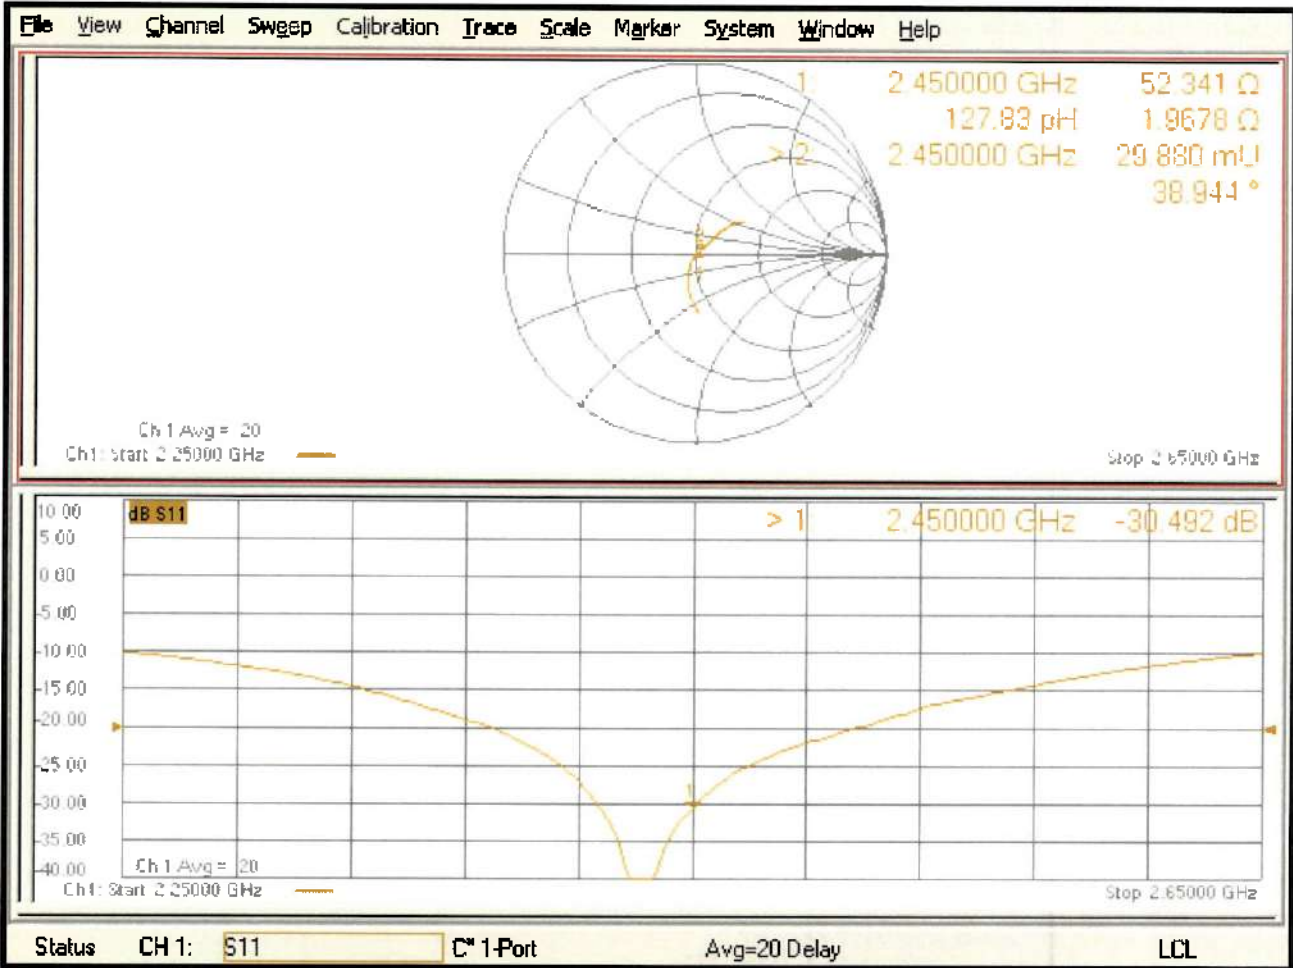 File View Channel Sweep Calibration Trace Scale Marker System Window Help
1: 2.450000 GHz 52.341 Ω
127.83 pH 1.9678 Ω
> 2: 2.450000 GHz 29.880 mU
38.944 °
Ch 1 Avg = 20
Ch1: Start 2.25000 GHz
Stop 2.65000 GHz
10.00
dB S11
> 1 2.450000 GHz -30.492 dB
5.00
0.00
-5.00
-10.00
-15.00
-20.00
-25.00
1
-30.00
-35.00
-40.00
Ch 1 Avg = 20
Ch1: Start 2.25000 GHz
Stop 2.65000 GHz
Status CH 1: S11 C* 1-Port Avg=20 Delay LCL